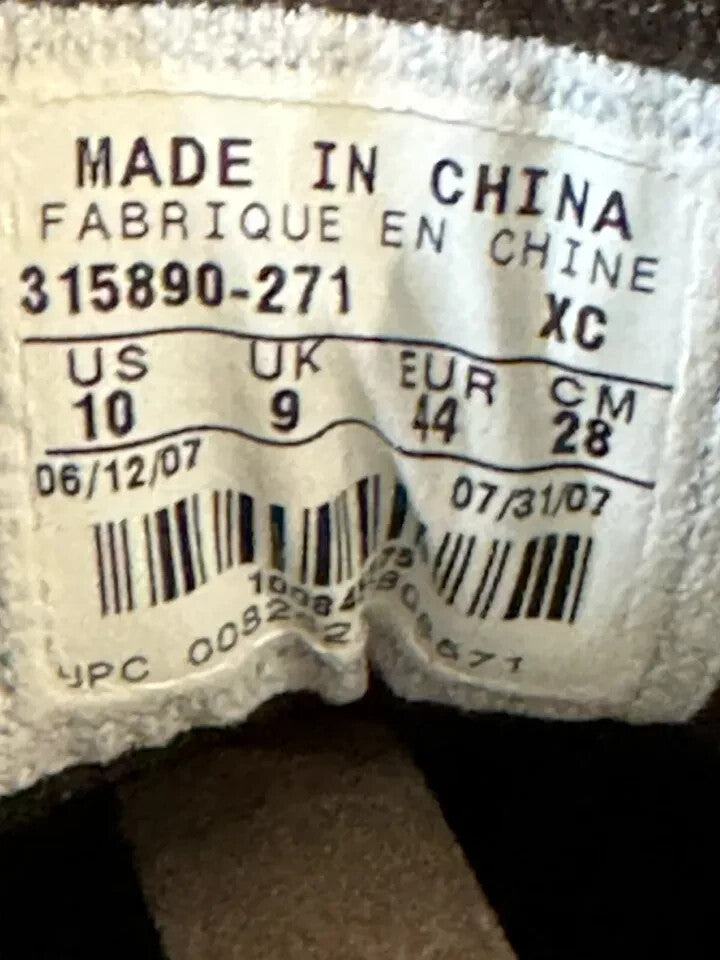 MADE IN CHINA
FABRIQUE EN CHINE
315890-271 XC
US UK EUR CM
10 9 44 28
06/12/07 07/31/07
UPC